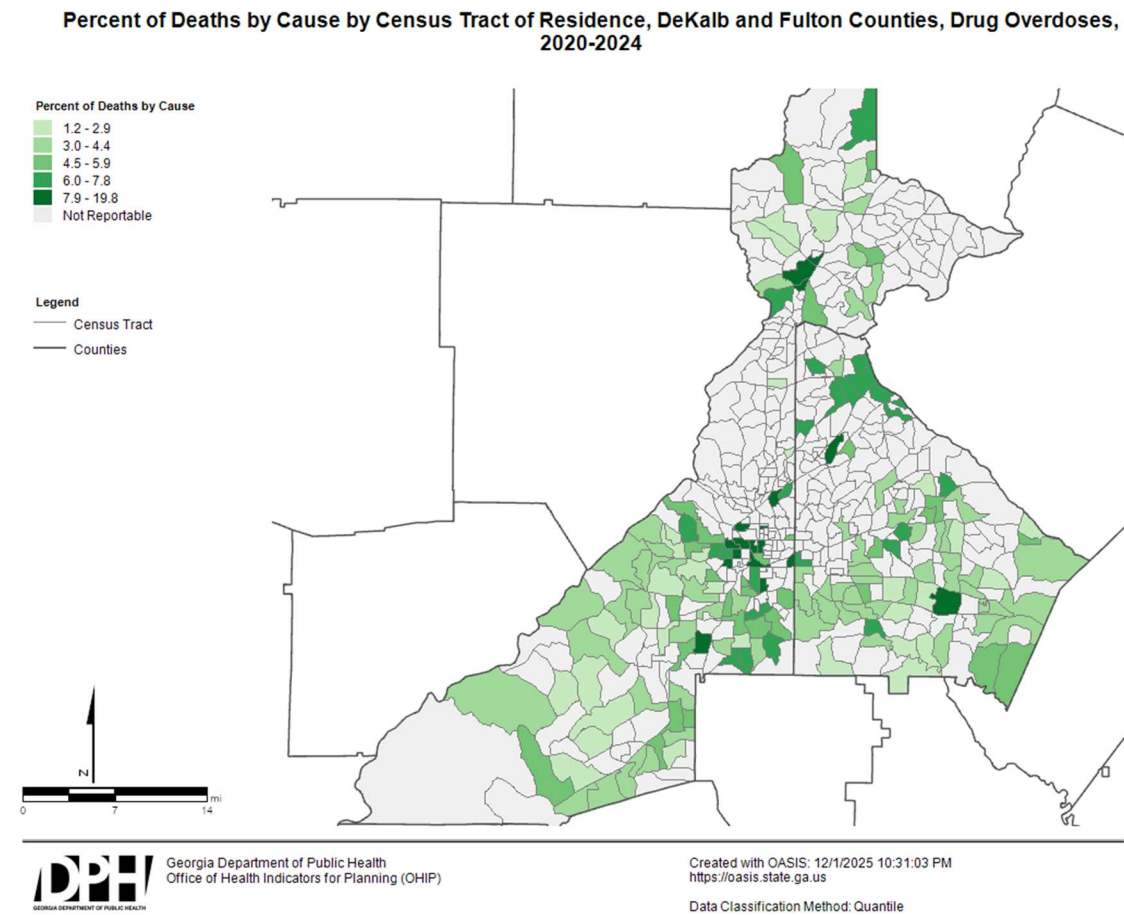 Percent of Deaths by Cause by Census Tract of Residence, DeKalb and Fulton Counties, Drug Overdoses,
2020-2024
Percent of Deaths by Cause
1.2 - 2.9
3.0 - 4.4
4.5 - 5.9
6.0 - 7.8
7.9 - 19.8
Not Reportable
Legend
Census Tract
Counties
N
mi
0 7 14
DPH
GEORGIA DEPARTMENT OF PUBLIC HEALTH
Georgia Department of Public Health
Office of Health Indicators for Planning (OHIP)
Created with OASIS: 12/1/2025 10:31:03 PM
https://oasis.state.ga.us
Data Classification Method: Quantile